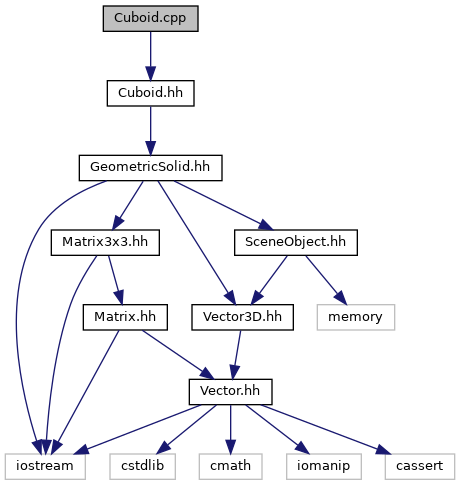 Cuboid.cpp
Cuboid.hh
GeometricSolid.hh
Matrix3x3.hh
SceneObject.hh
Matrix.hh
Vector3D.hh
memory
Vector.hh
iostream
cstdlib
cmath
iomanip
cassert